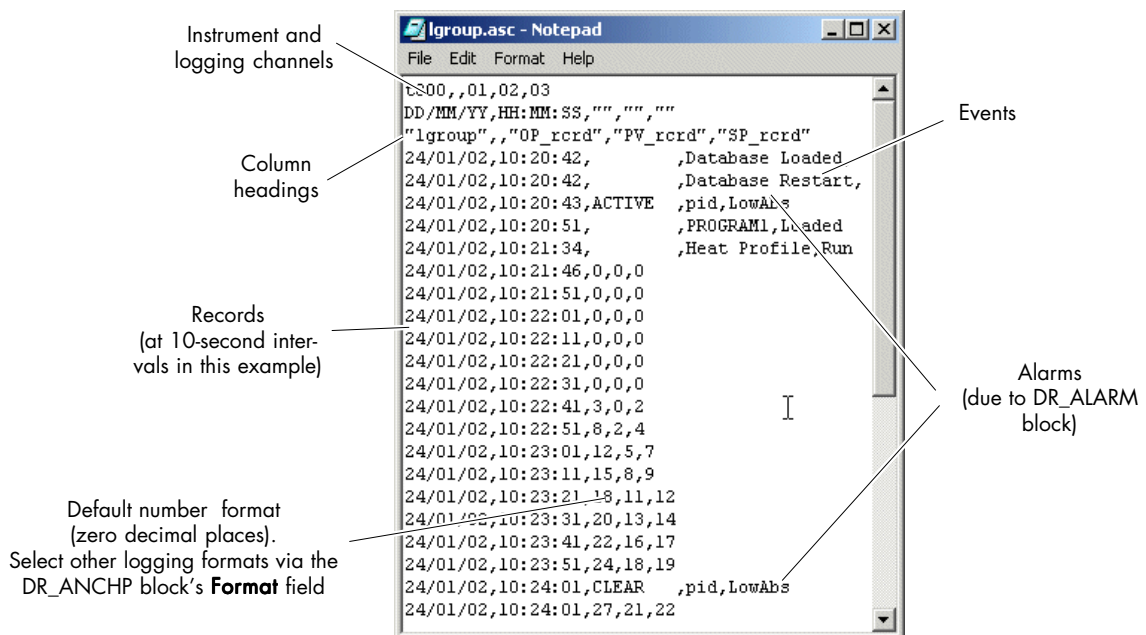 Instrument and
logging channels
Column
headings
Records
(at 10-second inter-
vals in this example)
Default number format
(zero decimal places).
Select other logging formats via the
DR_ANCHP block's Format field
lgroup.asc - Notepad
File Edit Format Help
t800,,01,02,03
DD/MM/YY,HH:MM:SS,"","",""
"lgroup",,"OP_rcrd","PV_rcrd","SP_rcrd"
24/01/02,10:20:42,        ,Database Loaded
24/01/02,10:20:42,        ,Database Restart,
24/01/02,10:20:43,ACTIVE  ,pid,LowAbs
24/01/02,10:20:51,        ,PROGRAM1,Loaded
24/01/02,10:21:34,        ,Heat Profile,Run
24/01/02,10:21:46,0,0,0
24/01/02,10:21:51,0,0,0
24/01/02,10:22:01,0,0,0
24/01/02,10:22:11,0,0,0
24/01/02,10:22:21,0,0,0
24/01/02,10:22:31,0,0,0
24/01/02,10:22:41,3,0,2
24/01/02,10:22:51,8,2,4
24/01/02,10:23:01,12,5,7
24/01/02,10:23:11,15,8,9
24/01/02,10:23:21,18,11,12
24/01/02,10:23:31,20,13,14
24/01/02,10:23:41,22,16,17
24/01/02,10:23:51,24,18,19
24/01/02,10:24:01,CLEAR   ,pid,LowAbs
24/01/02,10:24:01,27,21,22
Events
Alarms
(due to DR_ALARM
block)